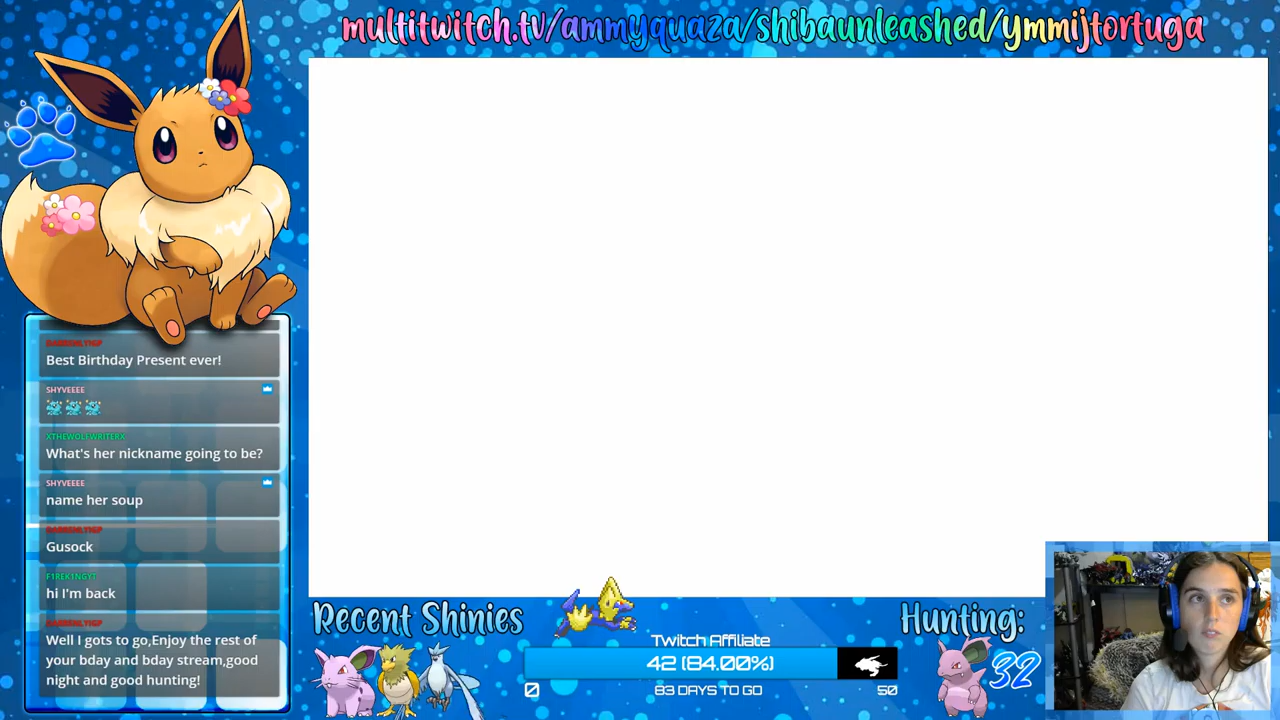 multitwitch.tv/ammyquaza/shibaunleashed/ymmijtortuga
Best Birthday Present ever!
SHYVEEEE
XTHEWOLFWRITERX
What's her nickname going to be?
SHYVEEEE
name her soup
Gusock
F1REK1NGYT
hi I'm back
Well I gots to go,Enjoy the rest of
your bday and bday stream,good
night and good hunting!
Recent Shinies
Twitch Affiliate
42 (84.00%)
0
83 DAYS TO GO
50
Hunting:
32